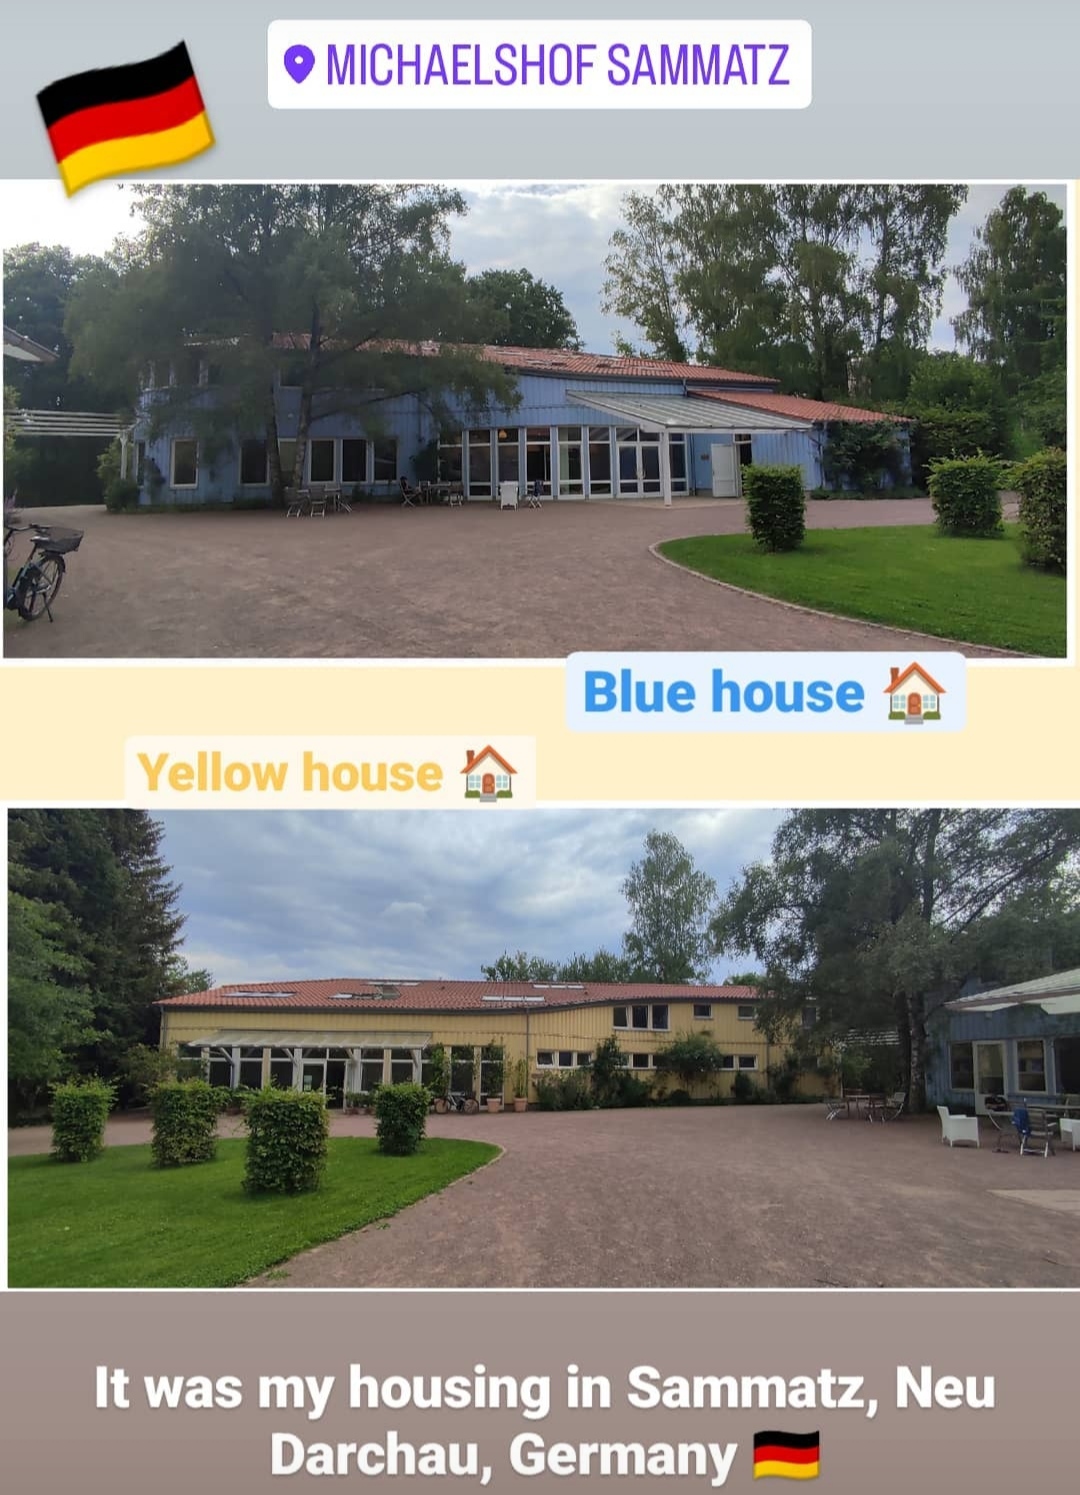 MICHAELSHOF SAMMATZ
Blue house
Yellow house
It was my housing in Sammatz, Neu
Darchau, Germany